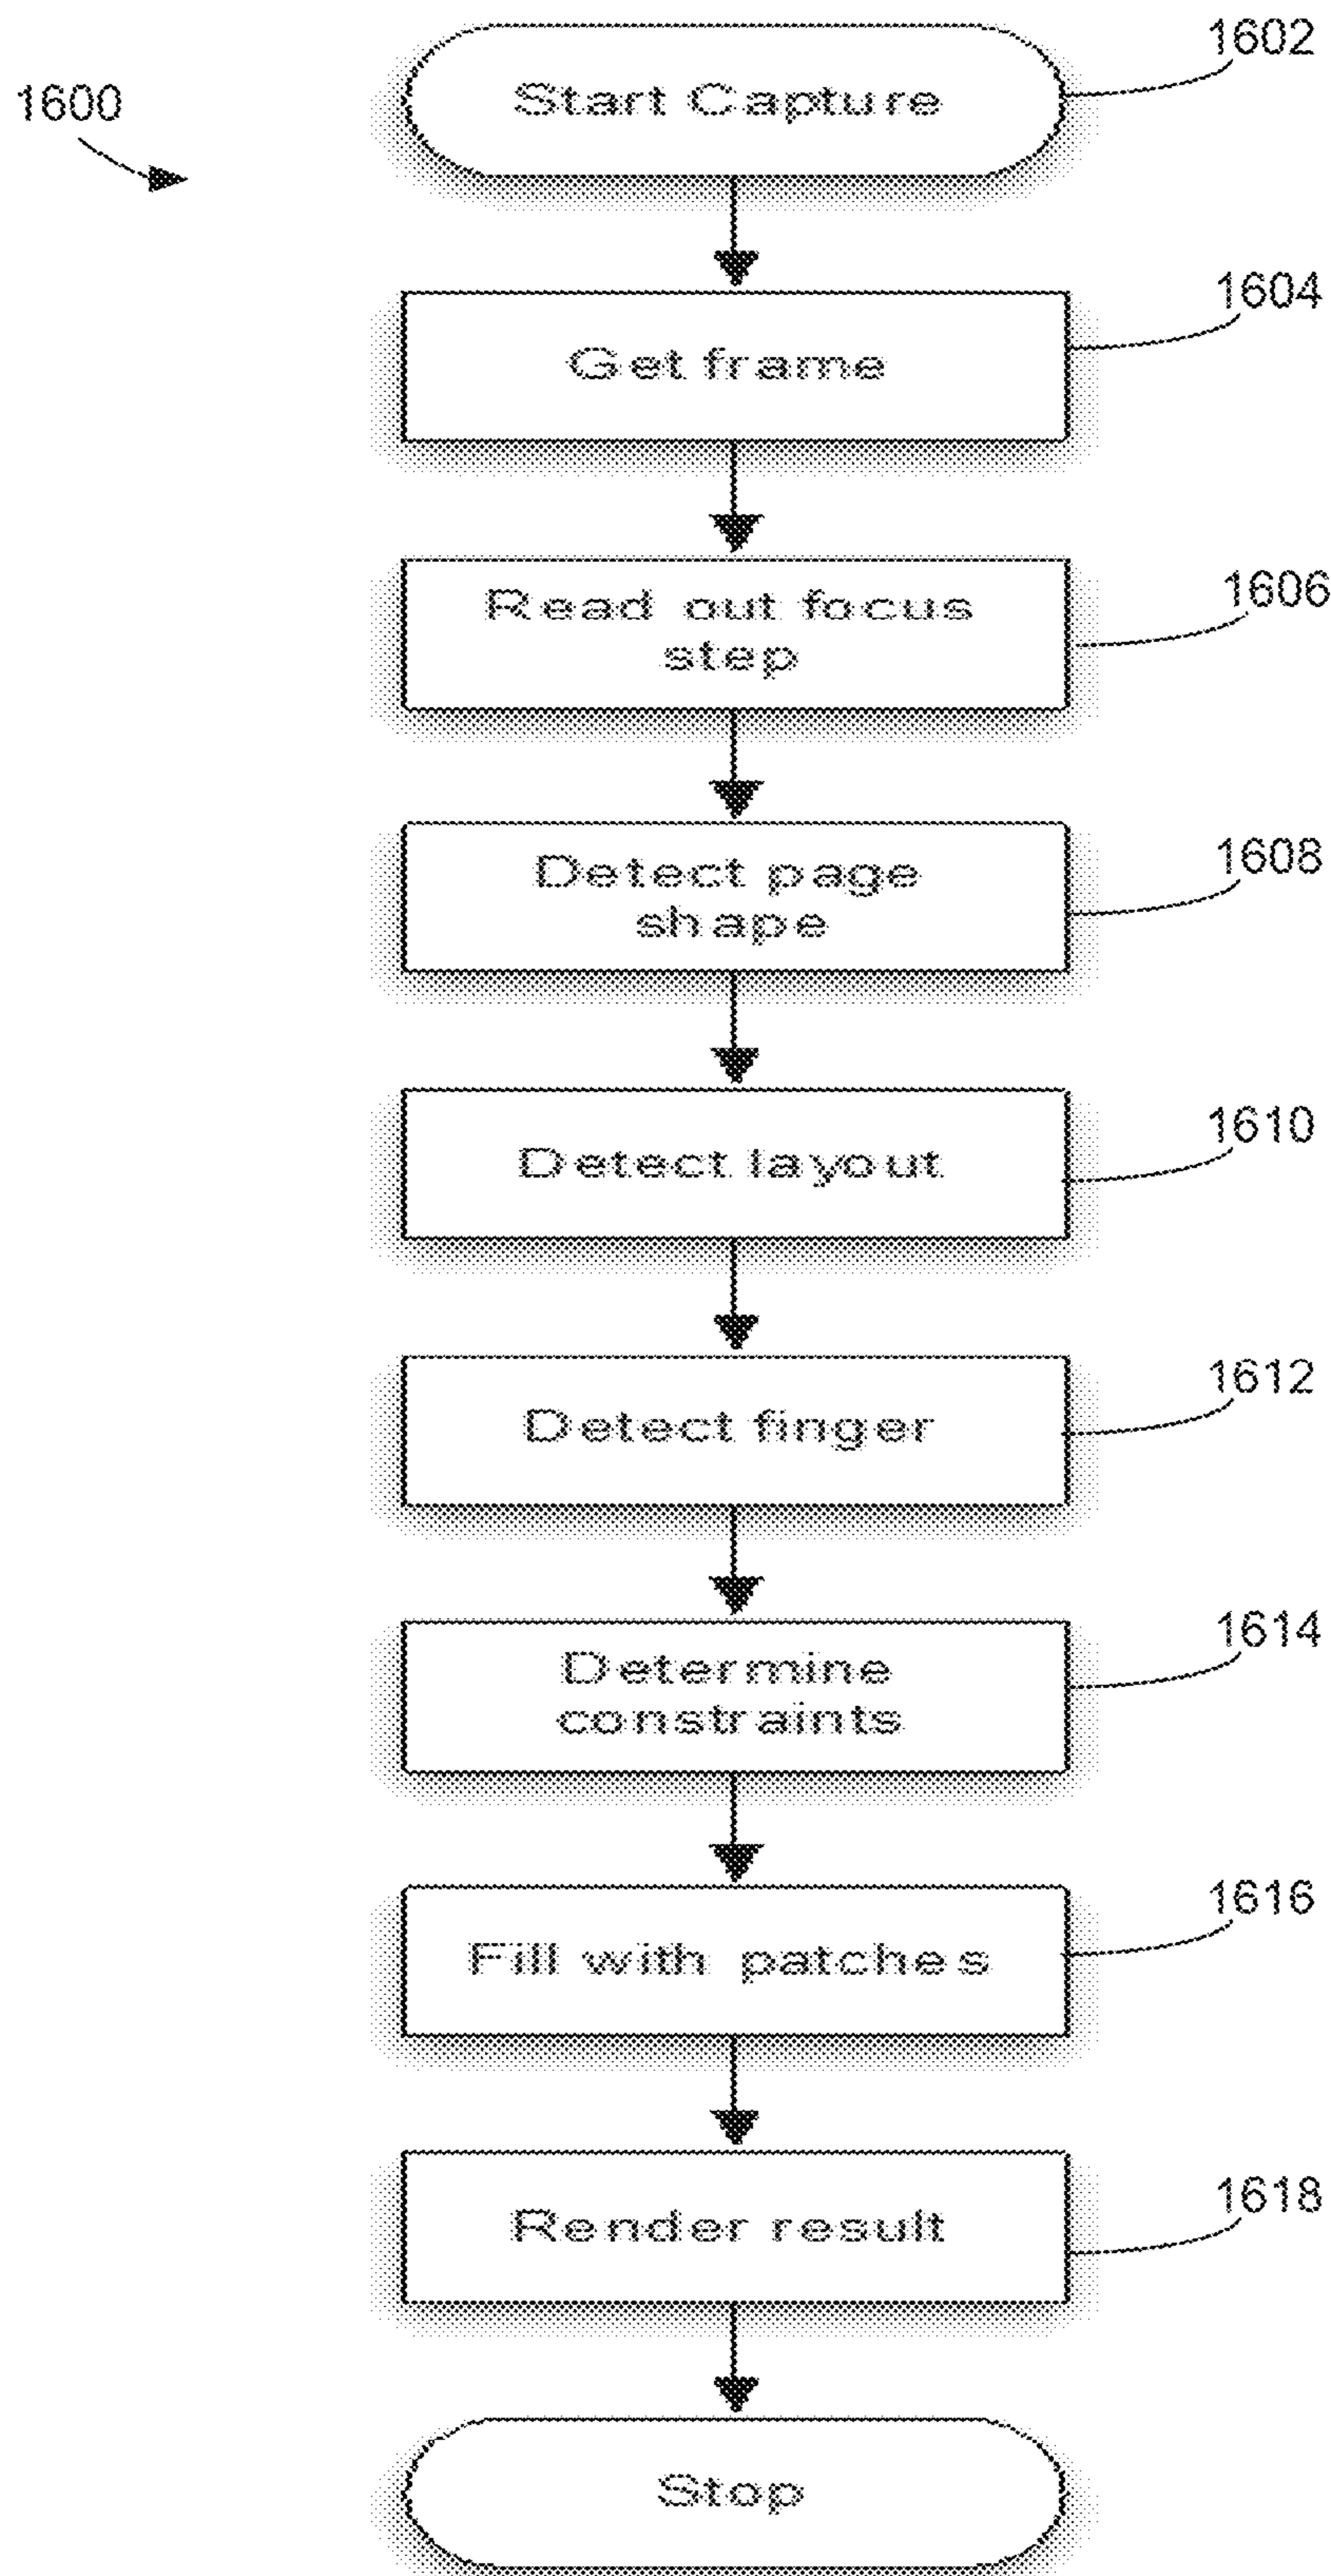 1602
1600
Start Capture
1604
Get frame
1606
Read out focus
step
1608
Detect page
shape
1610
Detect layout
1612
Detect finger
1614
Determine
constraints
1616
Fill with patches
1618
Render result
Stop